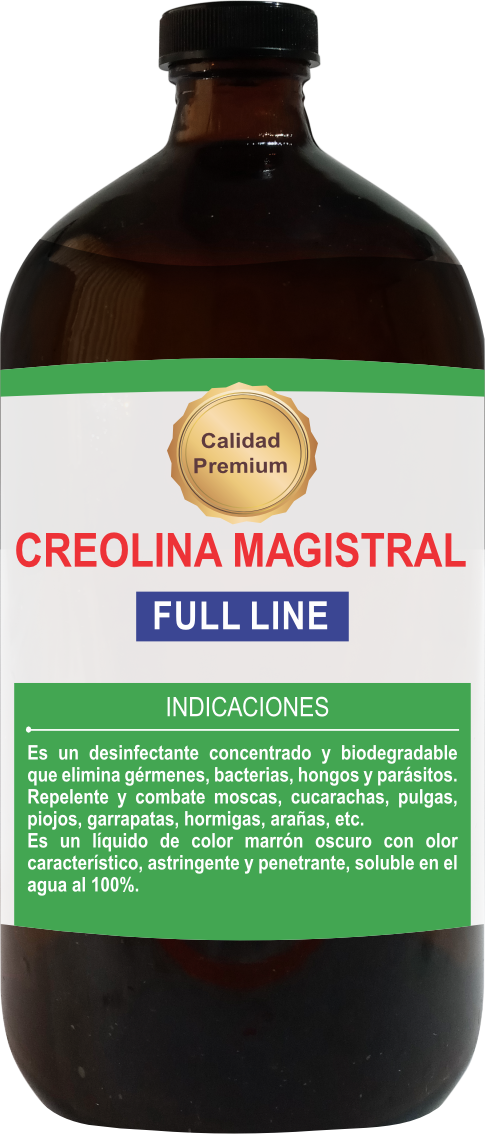 Calidad
Premium
CREOLINA MAGISTRAL
FULL LINE
INDICACIONES
Es un desinfectante concentrado y biodegradable
que elimina gérmenes, bacterias, hongos y parásitos.
Repelente y combate moscas, cucarachas, pulgas,
piojos, garrapatas, hormigas, arañas, etc.
Es un líquido de color marrón oscuro con olor
característico, astringente y penetrante, soluble en el
agua al 100%.